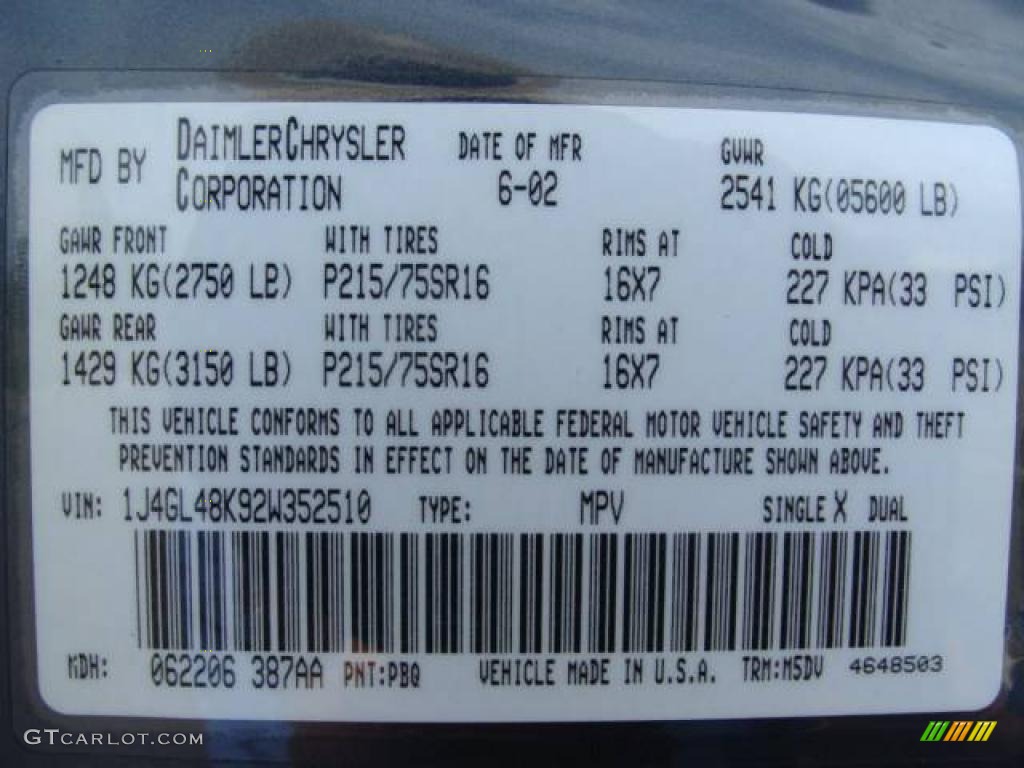 MFD BY DAIMLERCHRYSLER CORPORATION DATE OF MFR 6-02 GVWR 2541 KG(05600 LB)
GAWR FRONT WITH TIRES RIMS AT COLD
1248 KG(2750 LB) P215/75SR16 16X7 227 KPA(33 PSI)
GAWR REAR WITH TIRES RIMS AT COLD
1429 KG(3150 LB) P215/75SR16 16X7 227 KPA(33 PSI)
THIS VEHICLE CONFORMS TO ALL APPLICABLE FEDERAL MOTOR VEHICLE SAFETY AND THEFT
PREVENTION STANDARDS IN EFFECT ON THE DATE OF MANUFACTURE SHOWN ABOVE.
VIN: 1J4GL48K92W352510 TYPE: MPV SINGLE X DUAL
MDH: 062206 387AA PNT:PBQ VEHICLE MADE IN U.S.A. TRM:M5DV 4648503
GTCARLOT.COM